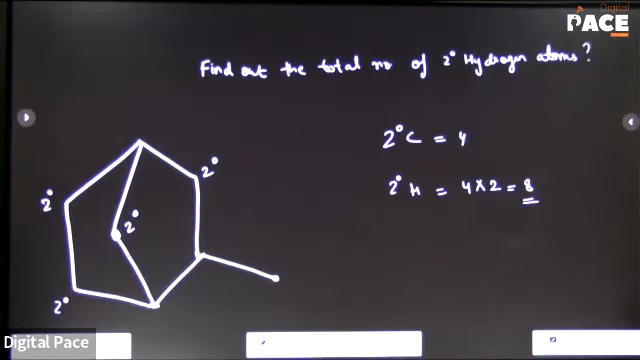 Digital
PACE
Find out the total no of 2° Hydrogen atoms?
2°C = 4
2°H = 4×2 = 8
2°
2°
2°
2°
Digital Pace